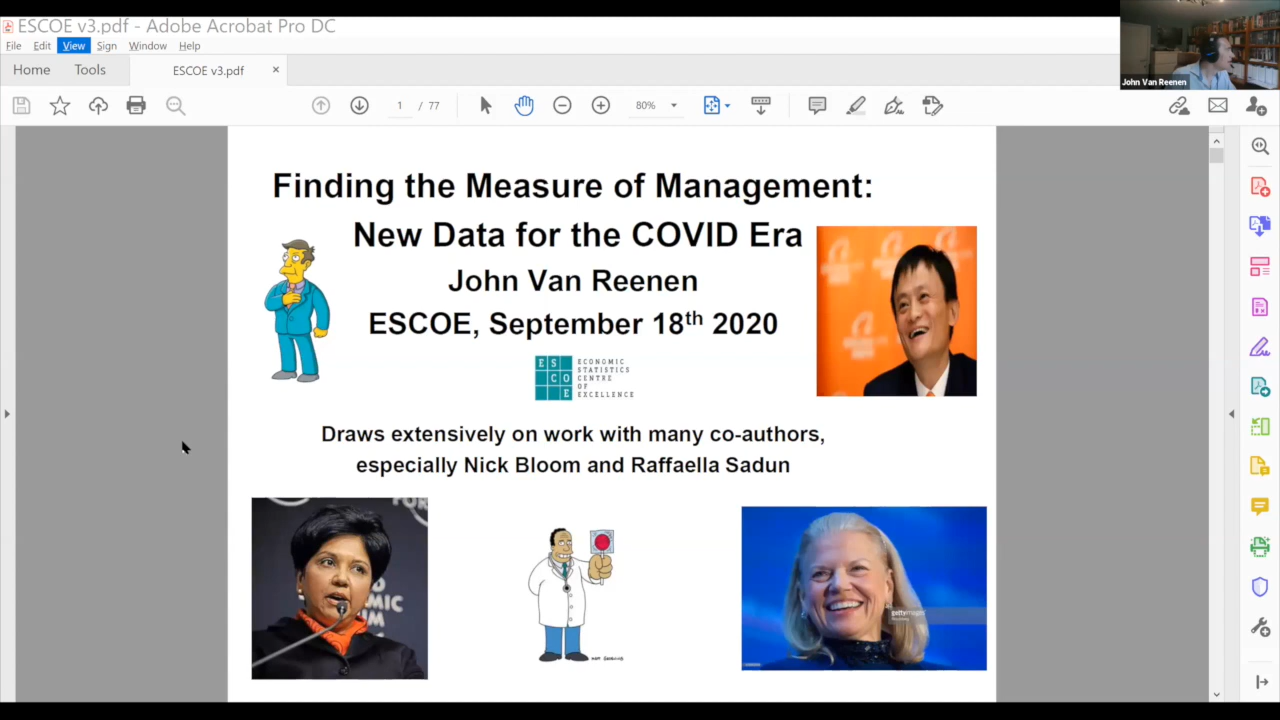 ESCOE v3.pdf - Adobe Acrobat Pro DC
File Edit View Sign Window Help
Home Tools ESCOE v3.pdf ×
1 / 77 80%
John Van Reenen
Finding the Measure of Management:
New Data for the COVID Era
John Van Reenen
ESCOE, September 18th 2020
E S C O E
ECONOMIC
STATISTICS
CENTRE
OF
EXCELLENCE
Draws extensively on work with many co-authors,
especially Nick Bloom and Raffaella Sadun
gettyimages